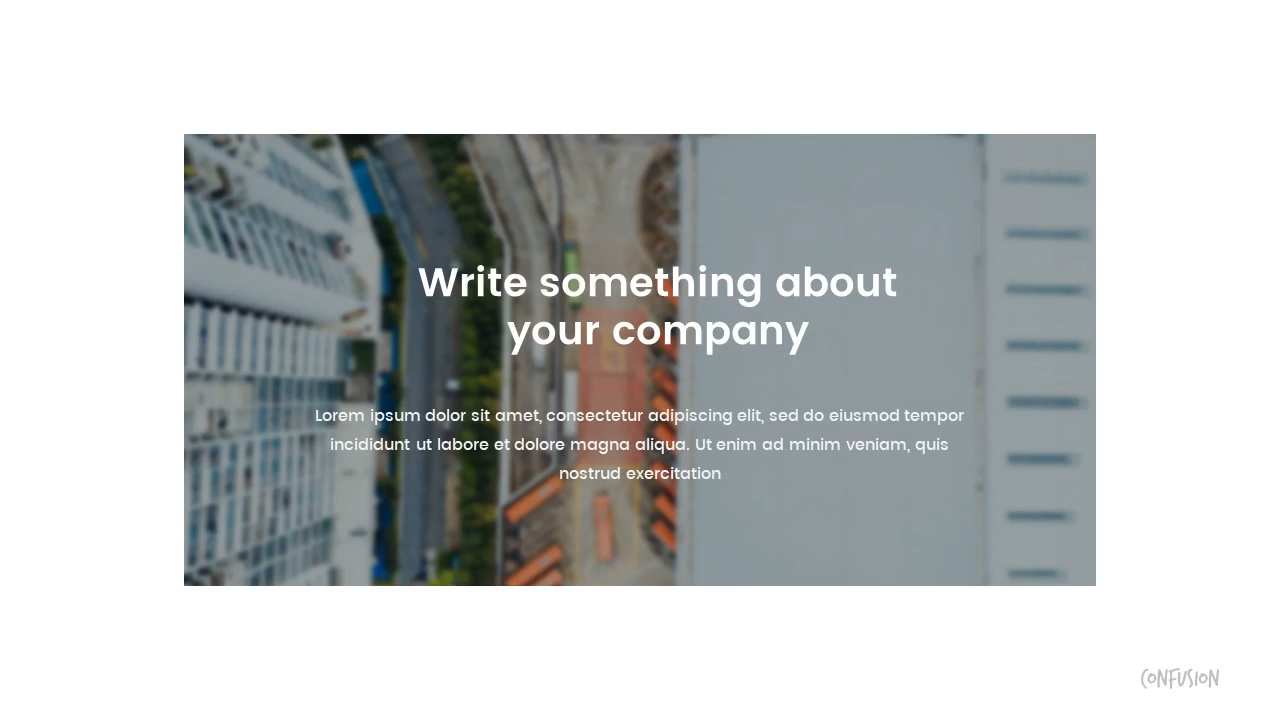 Write something about
your company
Lorem ipsum dolor sit amet, consectetur adipiscing elit, sed do eiusmod tempor
incididunt ut labore et dolore magna aliqua. Ut enim ad minim veniam, quis
nostrud exercitation
CONFUSION